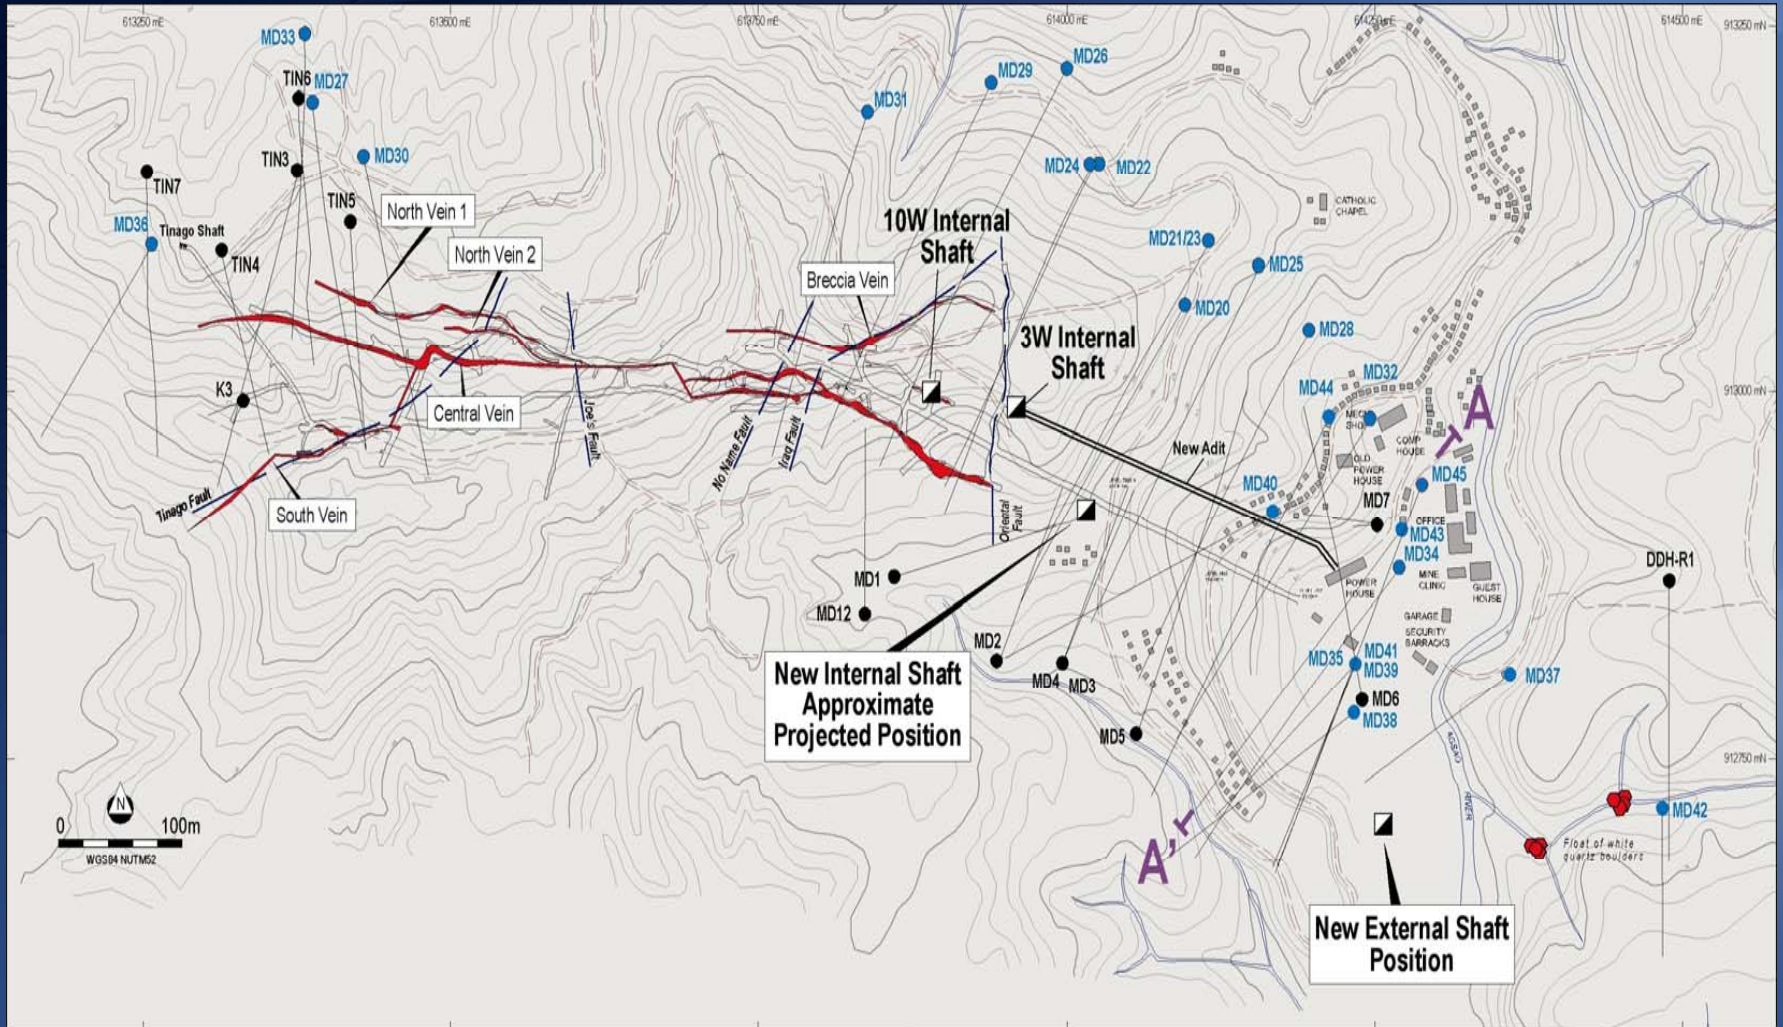 613250 mE
613500 mE
613750 mE
614000 mE
614250 mE
614500 mE
913250 mN
MD33
TIN6
MD27
MD31
MD29
MD26
TIN3
MD30
MD24
MD22
TIN7
TIN5
North Vein 1
10W Internal
Shaft
CATHOLIC
CHAPEL
MD36
Tinago Shaft
TIN4
North Vein 2
Breccia Vein
MD21/23
MD25
MD20
MD28
3W Internal
Shaft
MD32
MD44
913000 mN
K3
Central Vein
Joe's Fault
No Name Fault
Iraq Fault
A
COMP
HOUSE
OLD
POWER
HOUSE
New Adit
MD45
MD40
MD7
Tinago Fault
South Vein
Oriental
Fault
OFFICE
MD43
MD34
MD1
MD12
POWER
HOUSE
MINE
CLINIC
GUEST
HOUSE
DDH-R1
GARAGE
SECURITY
BARRACKS
MD2
MD4
MD3
MD35
MD41
MD39
MD37
MD6
MD38
New Internal Shaft
Approximate
Projected Position
MD5
912750 mN
RIVER
N
0
100m
WGS84 NUTM52
MD42
A'
Float of white
quartz boulders
New External Shaft
Position